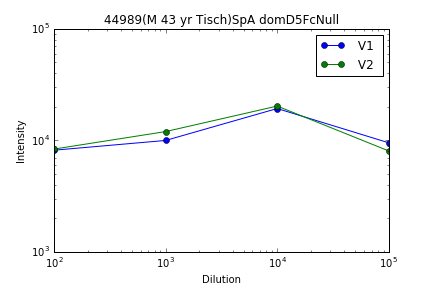 44989(M 43 yr Tisch)SpA domD5FcNull
V1
V2
10^5
10^4
10^3
Intensity
10^2
10^3
10^4
10^5
Dilution